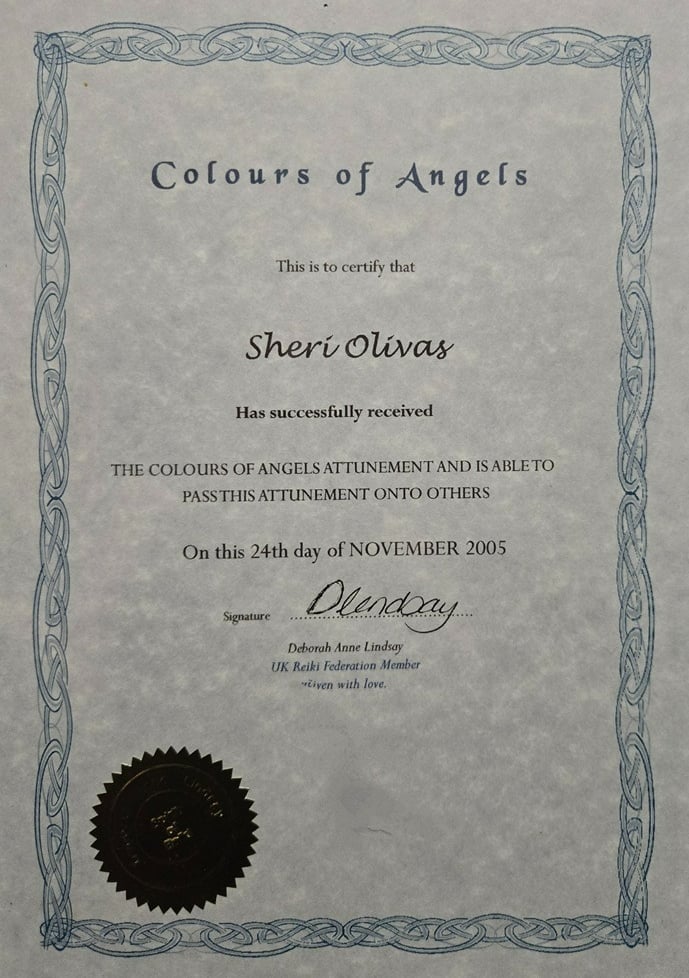 Colours of Angels
This is to certify that
Sheri Olivas
Has successfully received
THE COLOURS OF ANGELS ATTUNEMENT AND IS ABLE TO
PASS THIS ATTUNEMENT ONTO OTHERS
On this 24th day of NOVEMBER 2005
Signature Dlendsay
Deborah Anne Lindsay
UK Reiki Federation Member
with love.